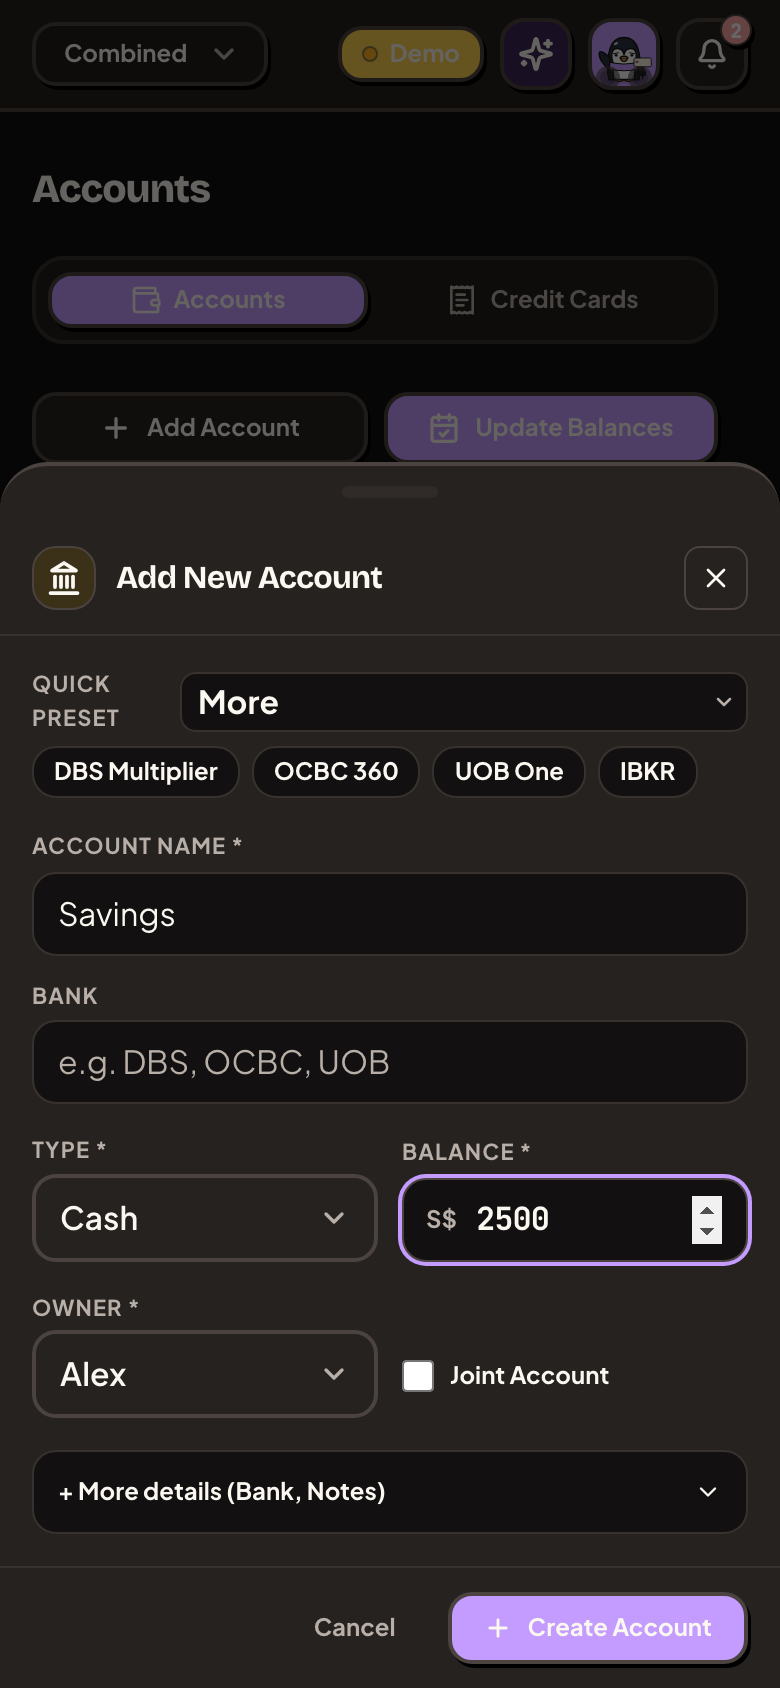 Combined
Demo
2
Accounts
Accounts
Credit Cards
Add Account
Update Balances
Add New Account
QUICK
PRESET
More
DBS Multiplier
OCBC 360
UOB One
IBKR
ACCOUNT NAME *
Savings
BANK
e.g. DBS, OCBC, UOB
TYPE *
BALANCE *
Cash
S$ 2500
OWNER *
Alex
Joint Account
+ More details (Bank, Notes)
Cancel
+ Create Account